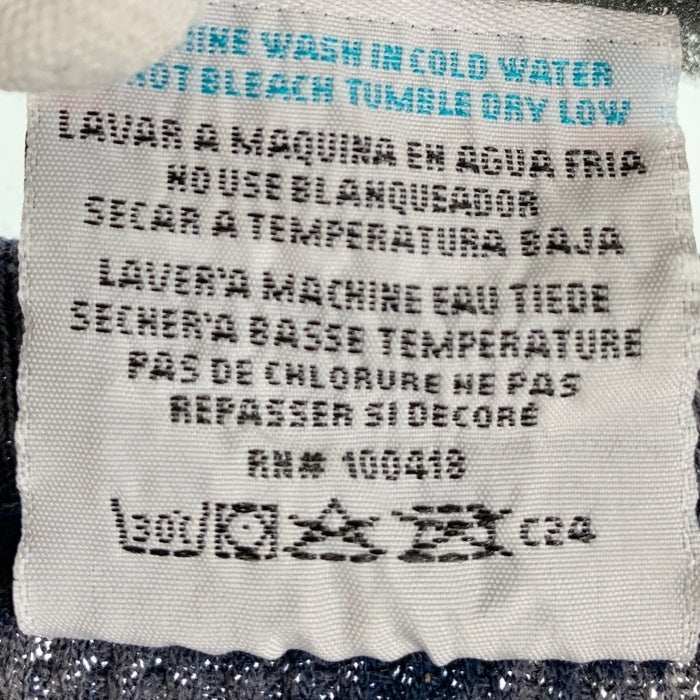 HINE WASH IN COLD WATER
NOT BLEACH TUMBLE DRY LOW
LAVAR A MAQUINA EN AGUA FRIA
NO USE BLANQUEADOR
SECAR A TEMPERATURA BAJA
LAVER'A MACHINE EAU TIEDE
SECHER'A BASSE TEMPERATURE
PAS DE CHLORURE NE PAS
REPASSER SI DECORÉ
RN# 100418
30C C34